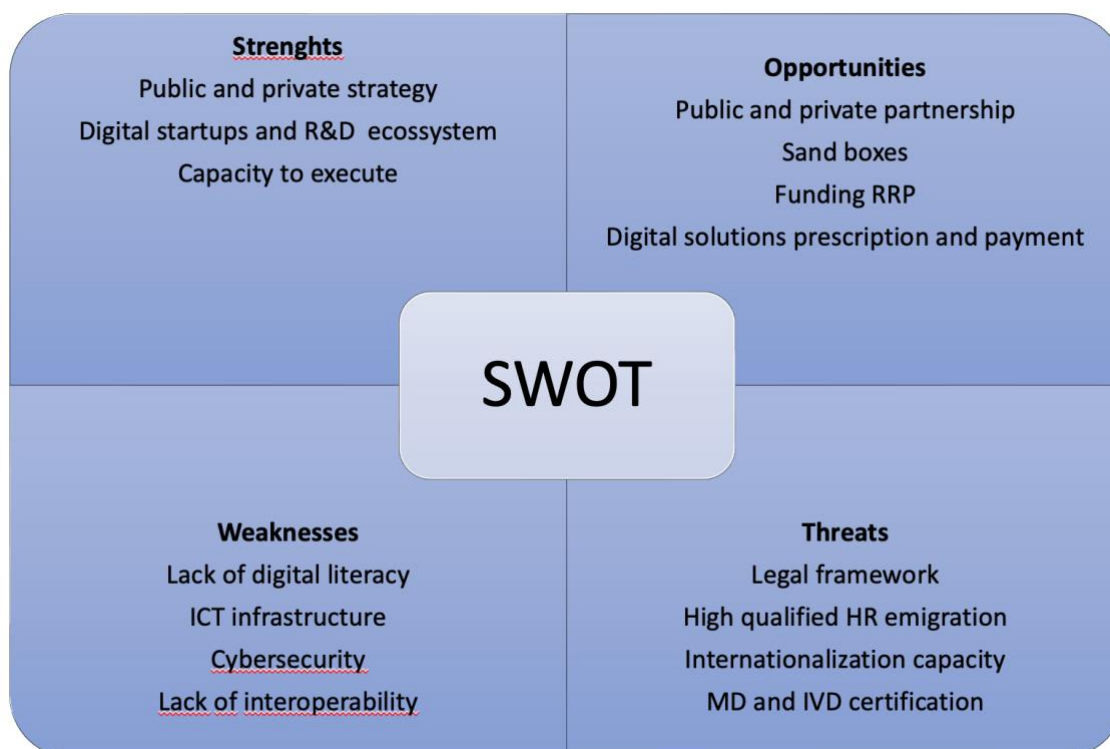 Strenghts
Public and private strategy
Digital startups and R&D ecossystem
Capacity to execute
Opportunities
Public and private partnership
Sand boxes
Funding RRP
Digital solutions prescription and payment
SWOT
Weaknesses
Lack of digital literacy
ICT infrastructure
Cybersecurity
Lack of interoperability
Threats
Legal framework
High qualified HR emigration
Internationalization capacity
MD and IVD certification